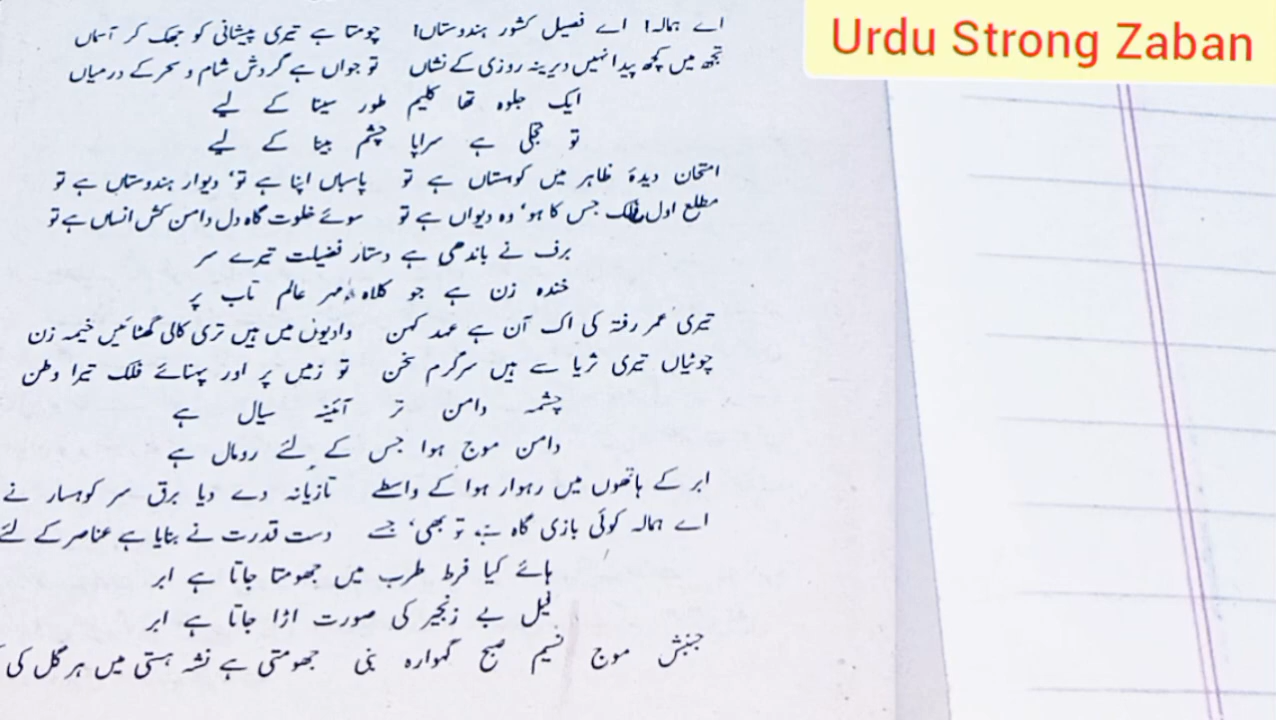 Urdu Strong Zaban
اے ہمالہ! اے فصیل کشور ہندوستاں! چومتا ہے تیری پیشانی کو جھک کر آسماں
تجھ میں کچھ پیدا نہیں دیرینہ روزی کے نشاں تو جواں ہے گردش شام و سحر کے درمیاں
ایک جلوہ تھا کلیم طور سینا کے لیے
تو تجلی ہے سراپا چشم بینا کے لیے
امتحان دیدۂ ظاہر میں کوہستاں ہے تو پاسباں اپنا ہے تو، دیوار ہندوستاں ہے تو
مطلع اول فلک جس کا ہو، وہ دیواں ہے تو سوئے خلوت گاہ دل دامن کش انساں ہے تو
برف نے باندھی ہے دستار فضیلت تیرے سر
خندہ زن ہے جو کلاہ مہر عالم تاب پر
تیری عمر رفتہ کی اک آن ہے عہد کہن وادیوں میں ہیں تری کالی گھٹائیں خیمہ زن
چوٹیاں تیری ثریا سے ہیں سرگرم سخن تو زمیں پر اور پہنائے فلک تیرا وطن
چشمہ دامن تر آئینہ سیال ہے
دامن موج ہوا جس کے لئے رومال ہے
ابر کے ہاتھوں میں رہوار ہوا کے واسطے تازیانہ دے دیا برق سر کوہسار نے
اے ہمالہ کوئی بازی گاہ ہے تو بھی، جسے دست قدرت نے بنایا ہے عناصر کے لئے
ہائے کیا فرط طرب میں جھومتا جاتا ہے ابر
فیل بے زنجیر کی صورت اڑا جاتا ہے ابر
جنبش موج نسیم صبح گہوارہ بنی جھومتی ہے نشہ ہستی میں ہر گل کی